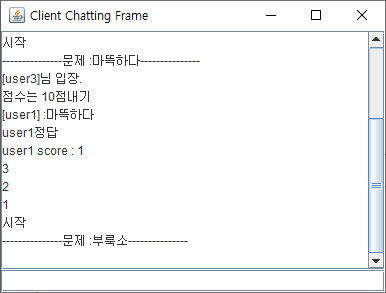 Client Chatting Frame
시작
---------------문제 :마뜩하다---------------
[user3]님 입장.
점수는 10점내기
[user1] :마뜩하다
user1정답
user1 score : 1
3
2
1
시작
---------------문제 :부룩소---------------